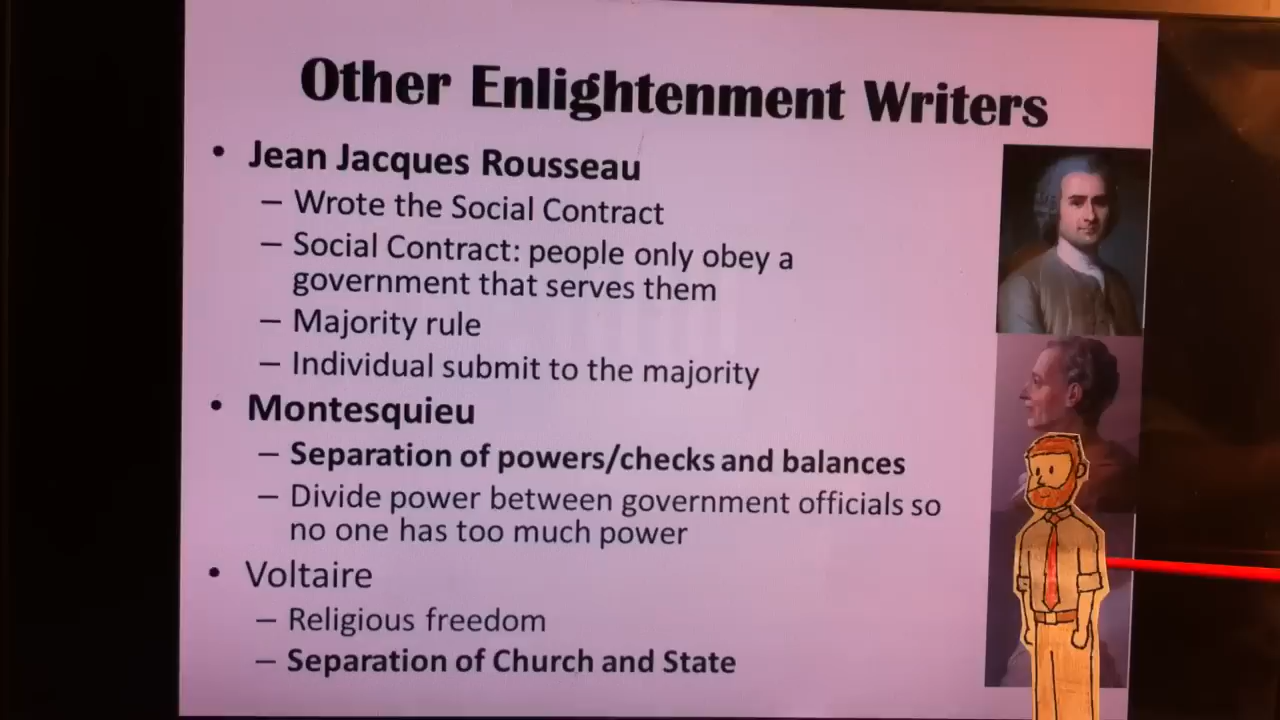 Other Enlightenment Writers
• Jean Jacques Rousseau
– Wrote the Social Contract
– Social Contract: people only obey a
government that serves them
– Majority rule
– Individual submit to the majority
• Montesquieu
– Separation of powers/checks and balances
– Divide power between government officials so
no one has too much power
• Voltaire
– Religious freedom
– Separation of Church and State